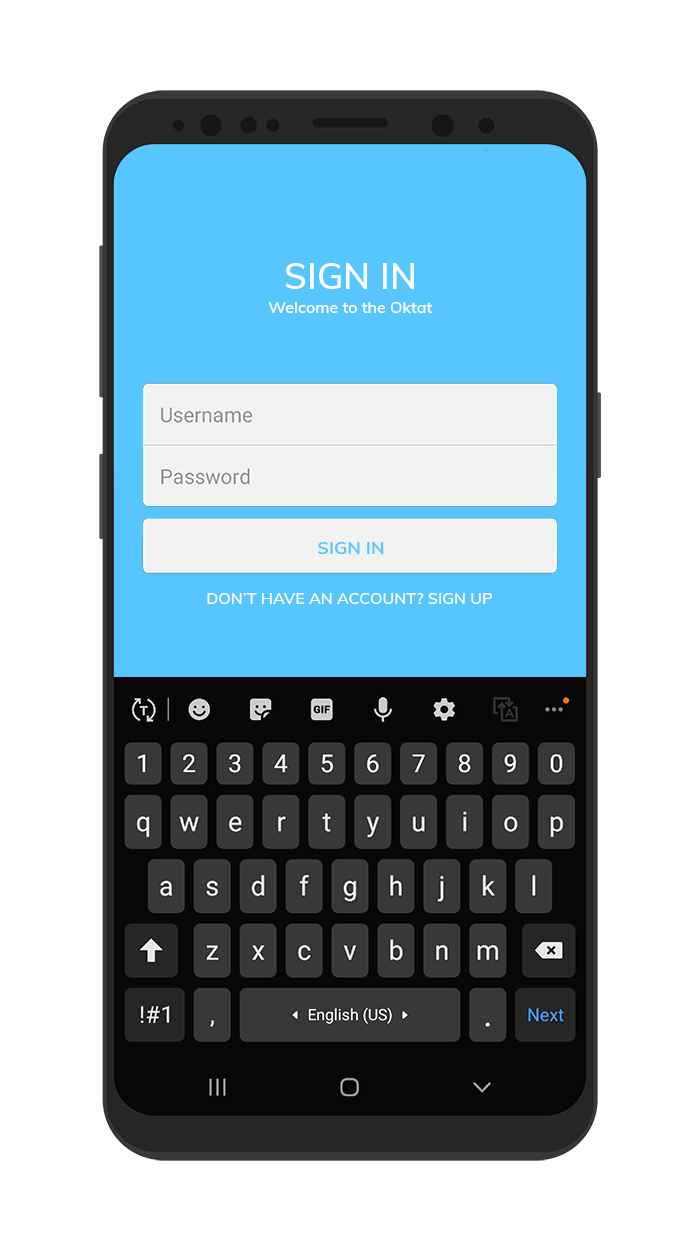 SIGN IN
Welcome to the Oktat
Username
Password
SIGN IN
DON'T HAVE AN ACCOUNT? SIGN UP
T GIF A
1 2 3 4 5 6 7 8 9 0
q w e r t y u i o p
a s d f g h j k l
z x c v b n m
!#1 , English (US) . Next